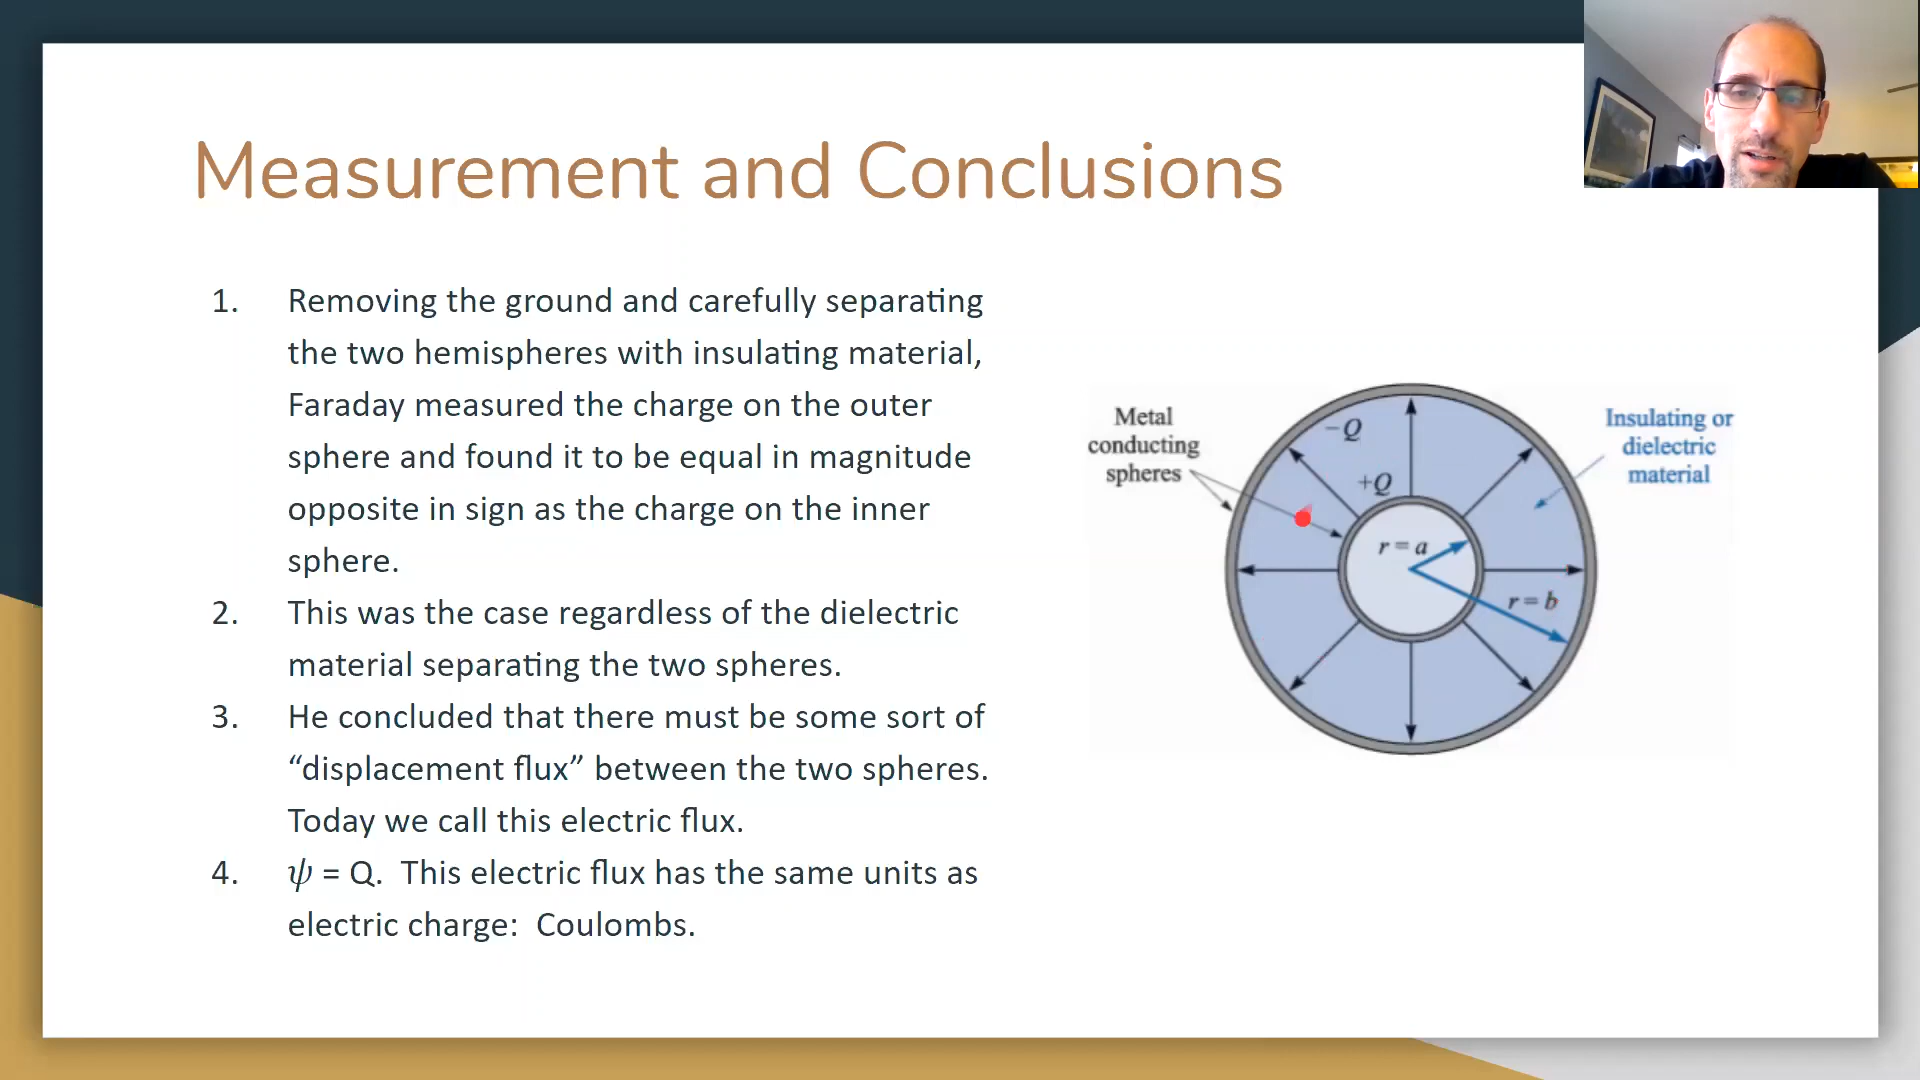 Measurement and Conclusions
1. Removing the ground and carefully separating
the two hemispheres with insulating material,
Faraday measured the charge on the outer
sphere and found it to be equal in magnitude
opposite in sign as the charge on the inner
sphere.
2. This was the case regardless of the dielectric
material separating the two spheres.
3. He concluded that there must be some sort of
“displacement flux” between the two spheres.
Today we call this electric flux.
4. ψ = Q. This electric flux has the same units as
electric charge: Coulombs.
Metal
conducting
spheres
−Q
+Q
r = a
r = b
Insulating or
dielectric
material